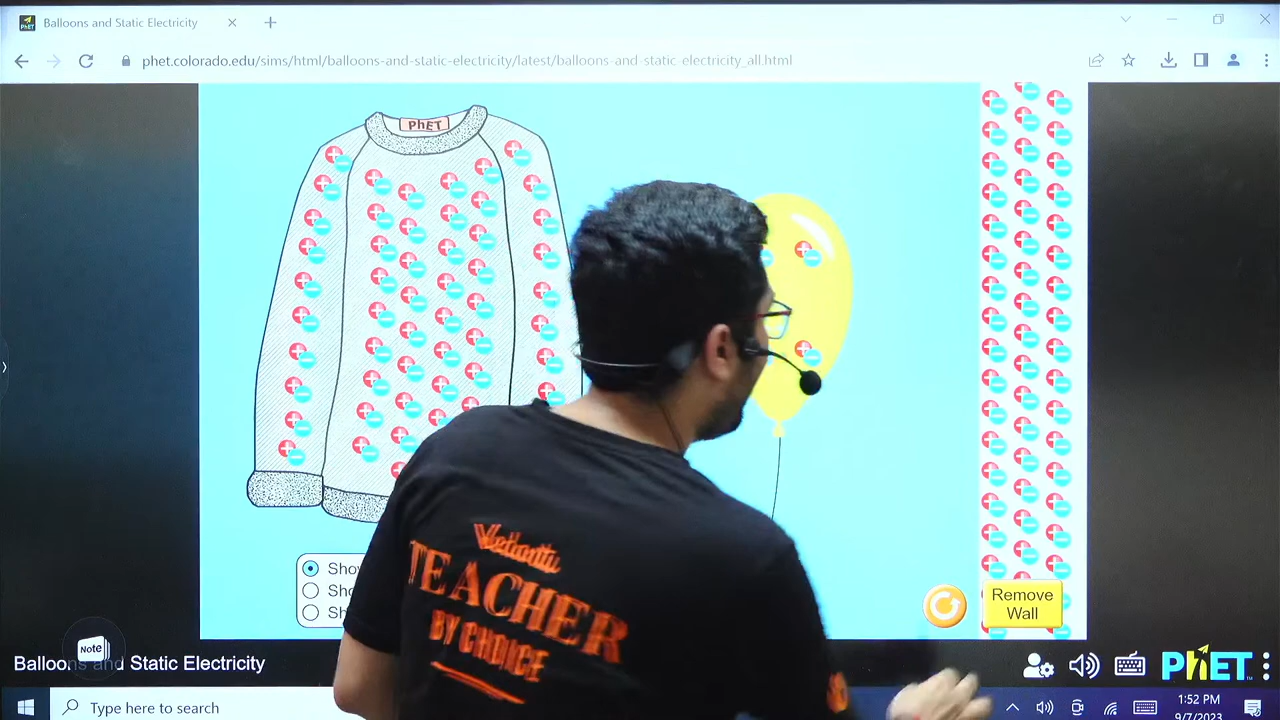 Balloons and Static Electricity
phet.colorado.edu/sims/html/balloons-and-static-electricity/latest/balloons-and-static-electricity_all.html
PhET
Vedantu
TEACHER
BY CHOICE
Remove
Wall
Note
Balloons and Static Electricity
PhET
Type here to search
1:52 PM
9/7/2023